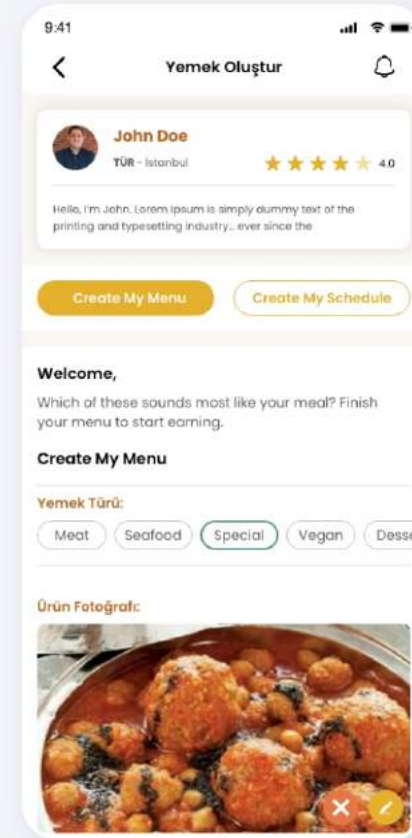 9:41
Yemek Oluştur
John Doe
TÜR - İstanbul
4.0
Hello, I'm John. Lorem Ipsum is simply dummy text of the
printing and typesetting industry... ever since the
Create My Menu
Create My Schedule
Welcome,
Which of these sounds most like your meal? Finish
your menu to start earning.
Create My Menu
Yemek Türü:
Meat Seafood Special Vegan Desse
Ürün Fotoğrafı: